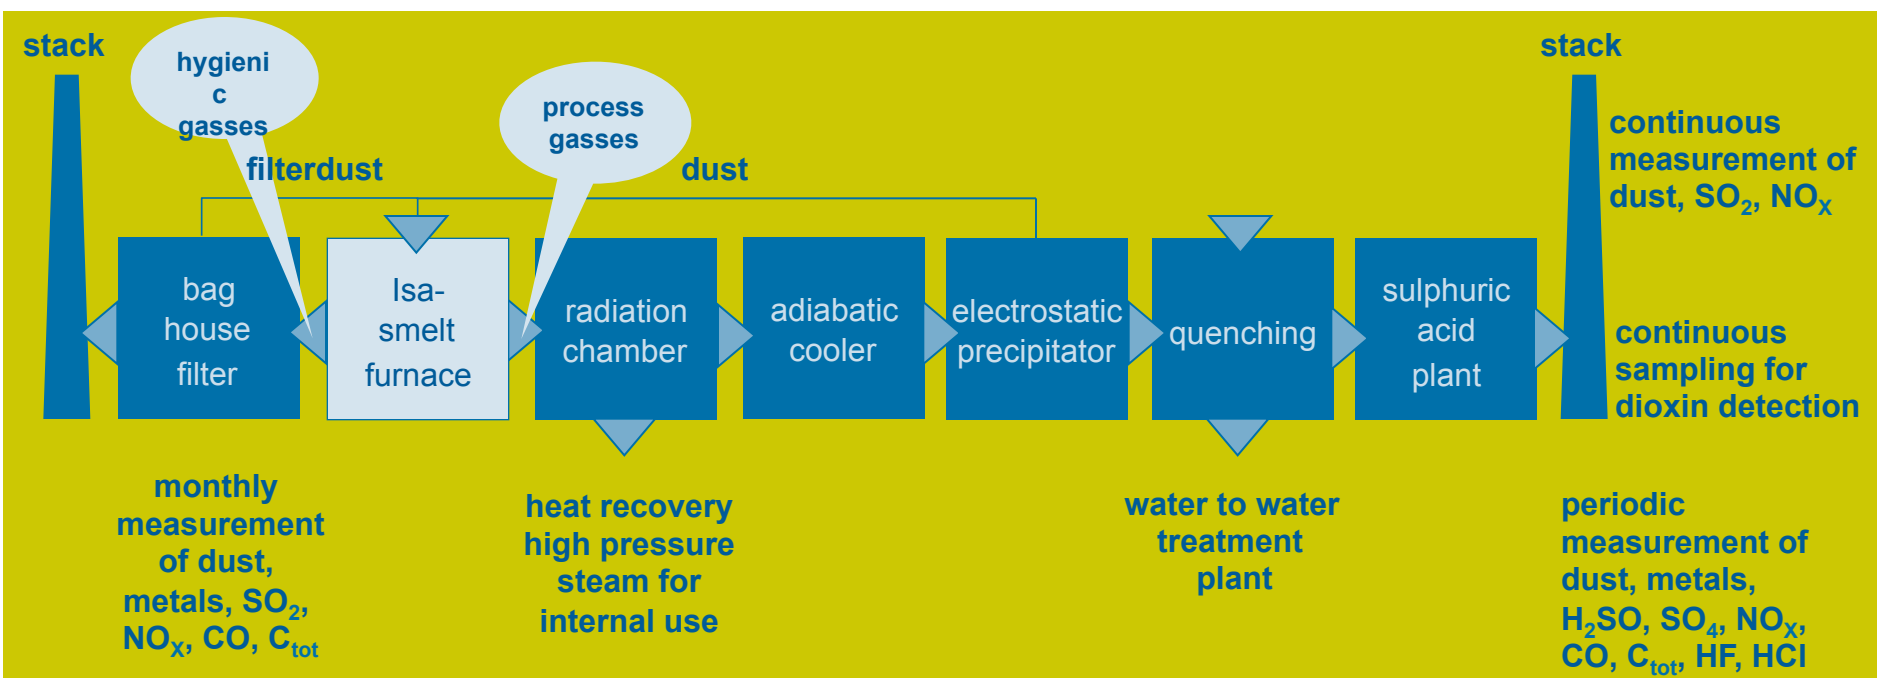 stack
hygieni
c
gasses
process
gasses
filterdust
dust
stack
continuous
measurement of
dust, SO₂, NOₓ
bag
house
filter
Isa-
smelt
furnace
radiation
chamber
adiabatic
cooler
electrostatic
precipitator
quenching
sulphuric
acid
plant
continuous
sampling for
dioxin detection
monthly
measurement
of dust,
metals, SO₂,
NOₓ, CO, Cₜₒₜ
heat recovery
high pressure
steam for
internal use
water to water
treatment
plant
periodic
measurement of
dust, metals,
H₂SO, SO₄, NOₓ,
CO, Cₜₒₜ, HF, HCl